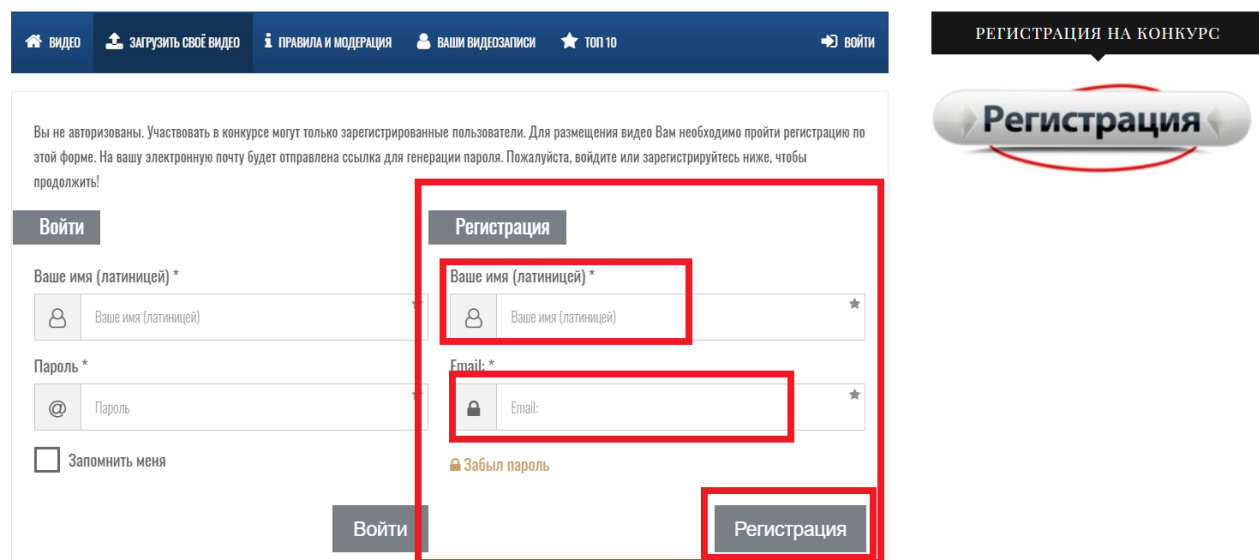 ВИДЕО ЗАГРУЗИТЬ СВОЁ ВИДЕО ПРАВИЛА И МОДЕРАЦИЯ ВАШИ ВИДЕОЗАПИСИ ТОП 10 ВОЙТИ
РЕГИСТРАЦИЯ НА КОНКУРС
Регистрация
Вы не авторизованы. Участвовать в конкурсе могут только зарегистрированные пользователи. Для размещения видео Вам необходимо пройти регистрацию по
этой форме. На вашу электронную почту будет отправлена ссылка для генерации пароля. Пожалуйста, войдите или зарегистрируйтесь ниже, чтобы
продолжить!
Войти
Ваше имя (латиницей) *
Ваше имя (латиницей)
Пароль *
@ Пароль
Запомнить меня
Войти
Регистрация
Ваше имя (латиницей) *
Ваше имя (латиницей)
Email: *
Email:
Забыл пароль
Регистрация